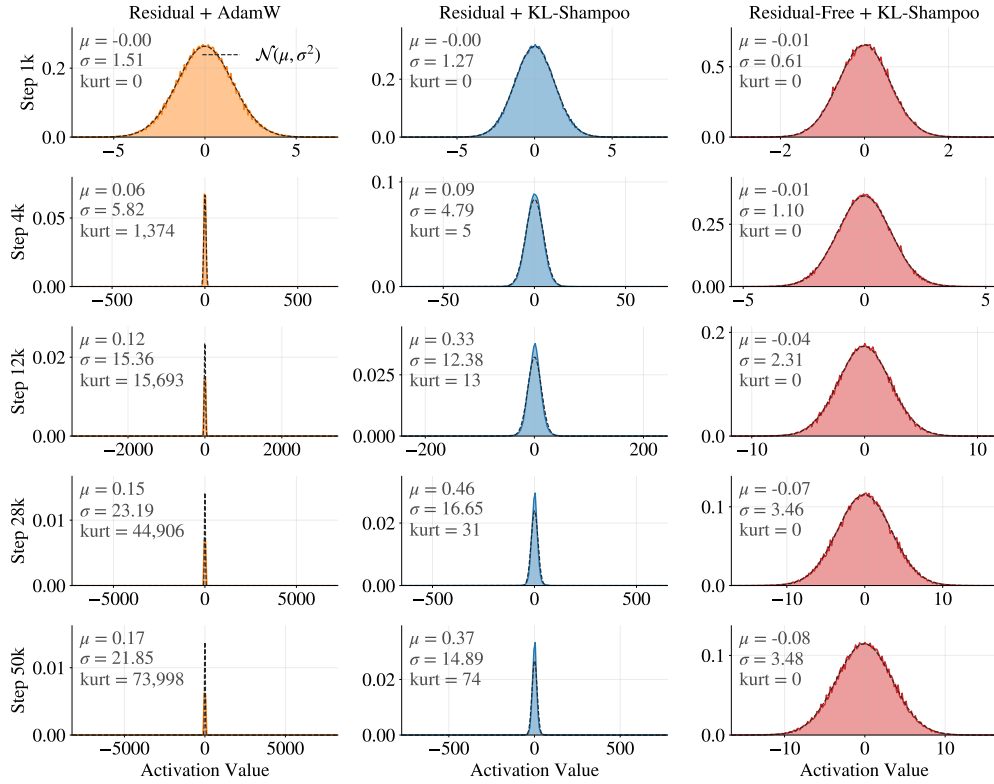 Residual + AdamW
Residual + KL-Shampoo
Residual-Free + KL-Shampoo
Step 1k
μ = -0.00
σ = 1.51
kurt = 0
𝒩(μ, σ²)
0.2
0.0
−5 0 5
μ = -0.00
σ = 1.27
kurt = 0
0.2
0.0
−5 0 5
μ = -0.01
σ = 0.61
kurt = 0
0.5
0.0
−2 0 2
Step 4k
μ = 0.06
σ = 5.82
kurt = 1,374
0.05
0.00
−500 0 500
μ = 0.09
σ = 4.79
kurt = 5
0.1
0.0
−50 0 50
μ = -0.01
σ = 1.10
kurt = 0
0.25
0.00
−5 0 5
Step 12k
μ = 0.12
σ = 15.36
kurt = 15,693
0.02
0.00
−2000 0 2000
μ = 0.33
σ = 12.38
kurt = 13
0.025
0.000
−200 0 200
μ = -0.04
σ = 2.31
kurt = 0
0.2
0.0
−10 0 10
Step 28k
μ = 0.15
σ = 23.19
kurt = 44,906
0.01
0.00
−5000 0 5000
μ = 0.46
σ = 16.65
kurt = 31
0.02
0.00
−500 0 500
μ = -0.07
σ = 3.46
kurt = 0
0.1
0.0
−10 0 10
Step 50k
μ = 0.17
σ = 21.85
kurt = 73,998
0.01
0.00
−5000 0 5000
Activation Value
μ = 0.37
σ = 14.89
kurt = 74
0.02
0.00
−500 0 500
Activation Value
μ = -0.08
σ = 3.48
kurt = 0
0.1
0.0
−10 0 10
Activation Value